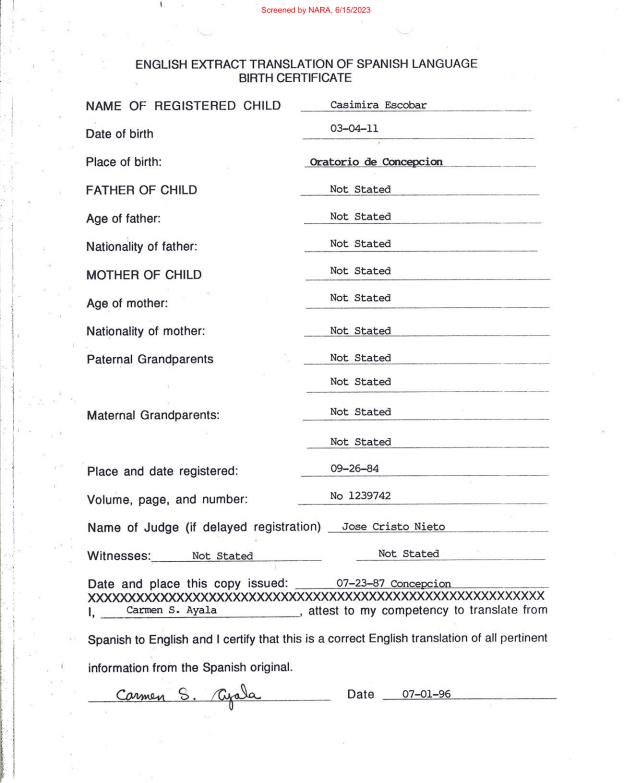 Screened by NARA, 6/15/2023
ENGLISH EXTRACT TRANSLATION OF SPANISH LANGUAGE
BIRTH CERTIFICATE
NAME OF REGISTERED CHILD Casimira Escobar
Date of birth 03-04-11
Place of birth: Oratorio de Concepcion
FATHER OF CHILD Not Stated
Age of father: Not Stated
Nationality of father: Not Stated
MOTHER OF CHILD Not Stated
Age of mother: Not Stated
Nationality of mother: Not Stated
Paternal Grandparents Not Stated
Not Stated
Maternal Grandparents: Not Stated
Not Stated
Place and date registered: 09-26-84
Volume, page, and number: No 1239742
Name of Judge (if delayed registration) Jose Cristo Nieto
Witnesses: Not Stated Not Stated
Date and place this copy issued: 07-23-87 Concepcion
XXXXXXXXXXXXXXXXXXXXXXXXXXXXXXXXXXXXXXXXXXXXXXXXXXXXXXXXX
I, Carmen S. Ayala, attest to my competency to translate from
Spanish to English and I certify that this is a correct English translation of all pertinent
information from the Spanish original.
Carmen S. Ayala Date 07-01-96